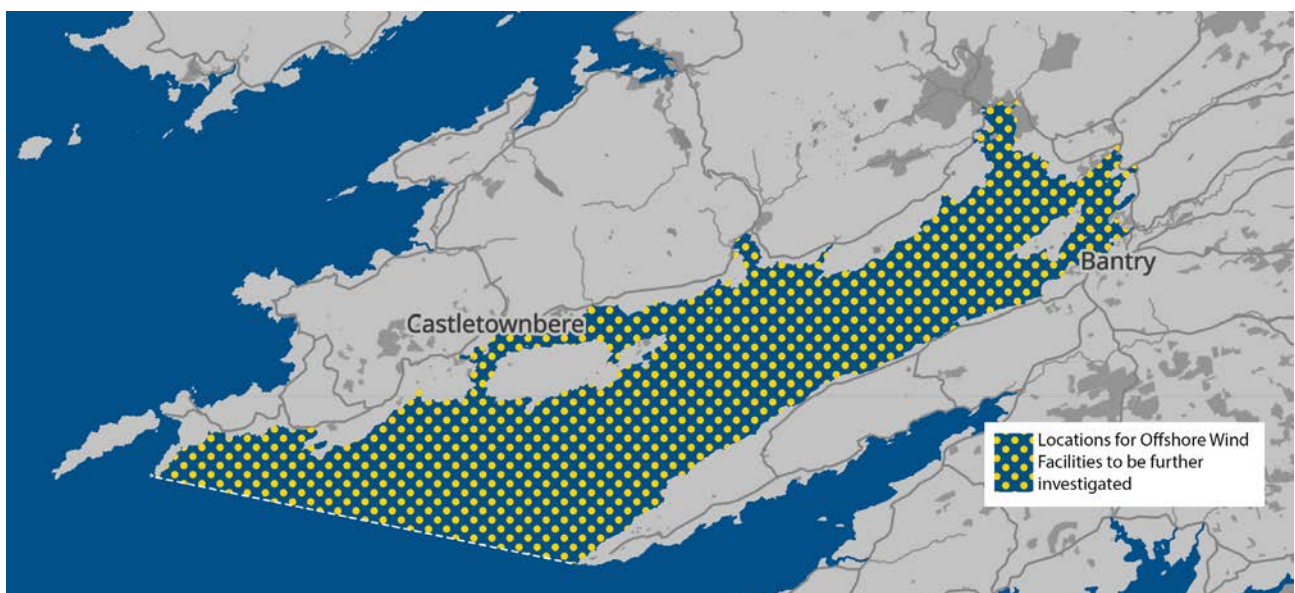 Castletownbere
Bantry
Locations for Offshore Wind
Facilities to be further
investigated